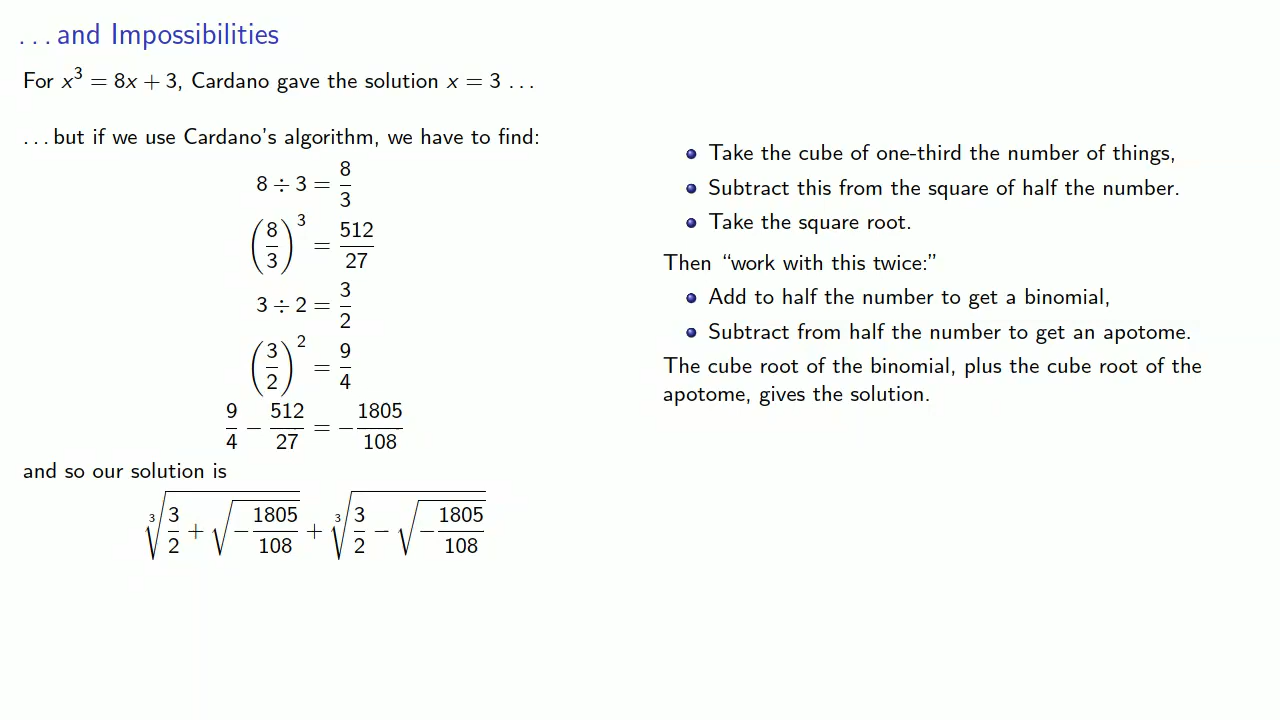 ...and Impossibilities
For x³ = 8x + 3, Cardano gave the solution x = 3 ...
...but if we use Cardano's algorithm, we have to find:
8 ÷ 3 = 8/3
(8/3)³ = 512/27
3 ÷ 2 = 3/2
(3/2)² = 9/4
9/4 − 512/27 = −1805/108
and so our solution is
∛(3/2 + √(−1805/108)) + ∛(3/2 − √(−1805/108))
• Take the cube of one-third the number of things,
• Subtract this from the square of half the number.
• Take the square root.
Then “work with this twice:”
• Add to half the number to get a binomial,
• Subtract from half the number to get an apotome.
The cube root of the binomial, plus the cube root of the
apotome, gives the solution.